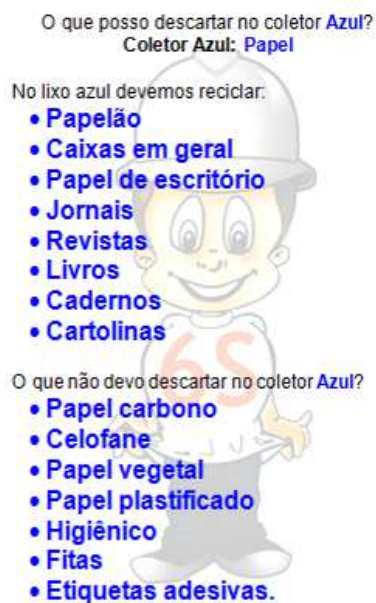 O que posso descartar no coletor Azul?
Coletor Azul: Papel
No lixo azul devemos reciclar:
• Papelão
• Caixas em geral
• Papel de escritório
• Jornais
• Revistas
• Livros
• Cadernos
• Cartolinas
6S
O que não devo descartar no coletor Azul?
• Papel carbono
• Celofane
• Papel vegetal
• Papel plastificado
• Higiênico
• Fitas
• Etiquetas adesivas.